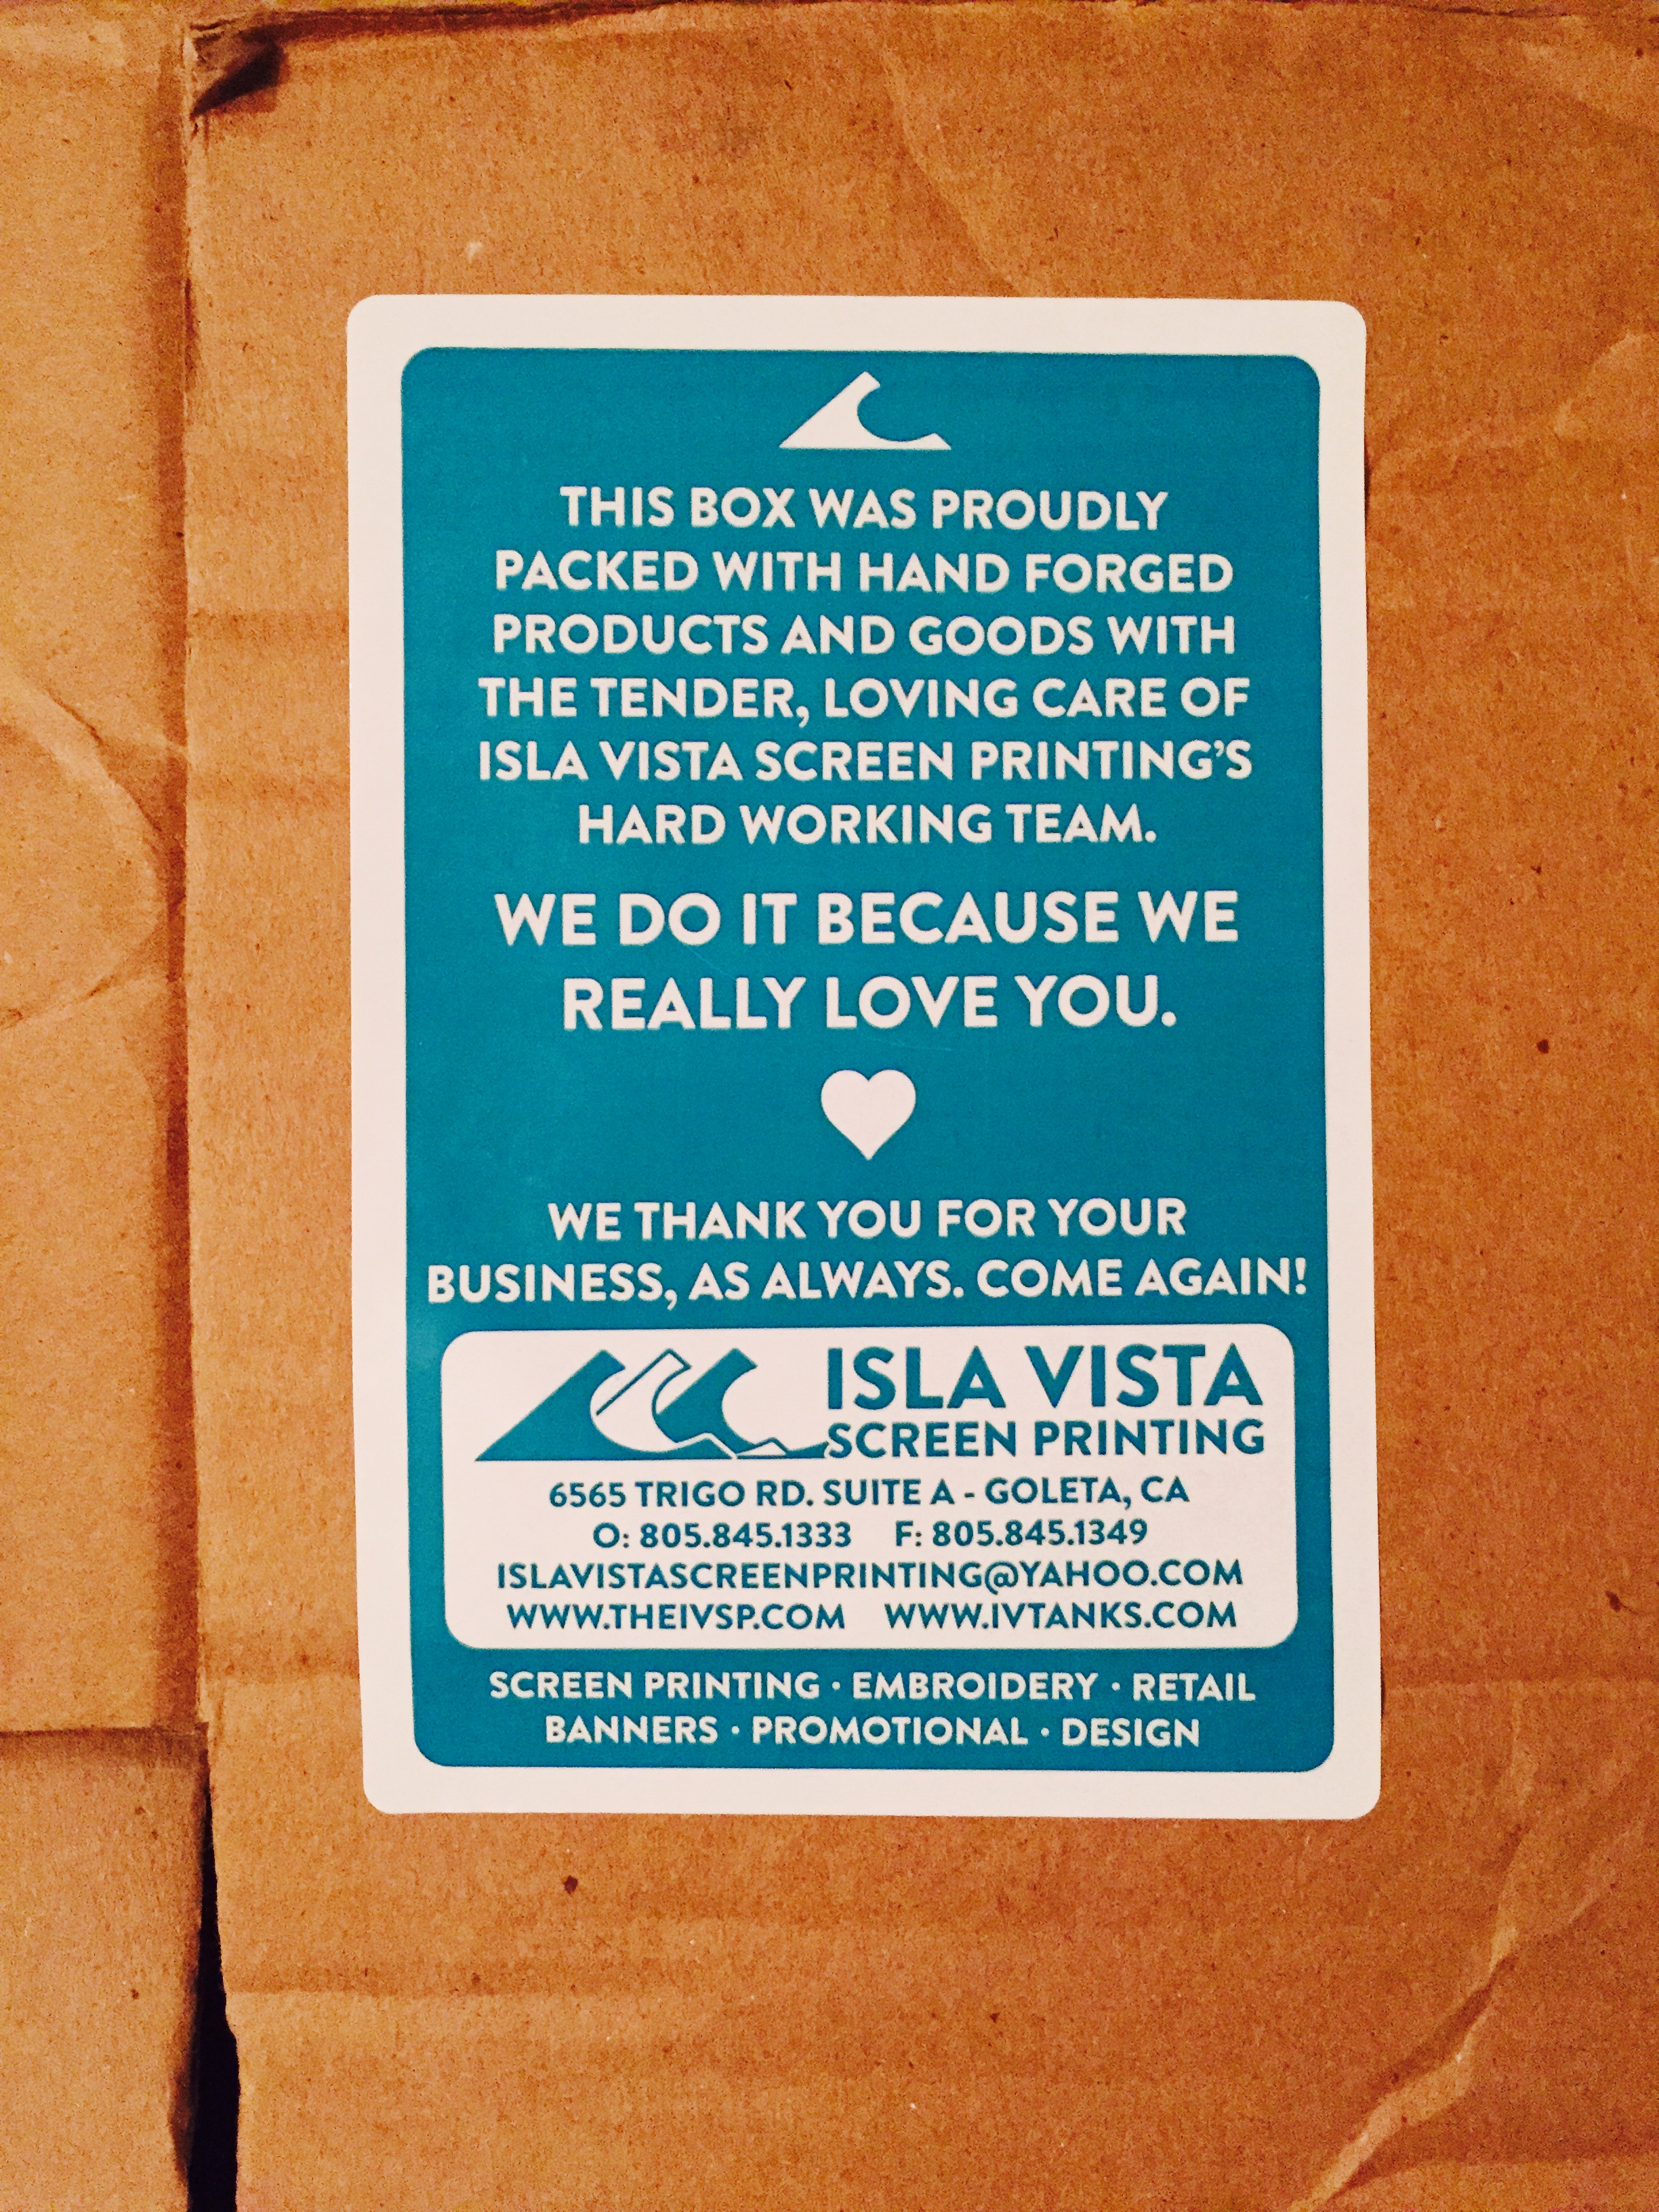 THIS BOX WAS PROUDLY
PACKED WITH HAND FORGED
PRODUCTS AND GOODS WITH
THE TENDER, LOVING CARE OF
ISLA VISTA SCREEN PRINTING'S
HARD WORKING TEAM.
WE DO IT BECAUSE WE
REALLY LOVE YOU.
WE THANK YOU FOR YOUR
BUSINESS, AS ALWAYS. COME AGAIN!
ISLA VISTA
SCREEN PRINTING
6565 TRIGO RD. SUITE A - GOLETA, CA
O: 805.845.1333 F: 805.845.1349
ISLAVISTASCREENPRINTING@YAHOO.COM
WWW.THEIVSP.COM WWW.IVTANKS.COM
SCREEN PRINTING · EMBROIDERY · RETAIL
BANNERS · PROMOTIONAL · DESIGN